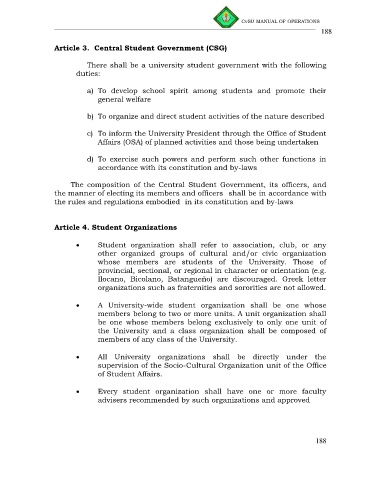 CvSU MANUAL OF OPERATIONS
188
Article 3. Central Student Government (CSG)
There shall be a university student government with the following
duties:
a) To develop school spirit among students and promote their
general welfare
b) To organize and direct student activities of the nature described
c) To inform the University President through the Office of Student
Affairs (OSA) of planned activities and those being undertaken
d) To exercise such powers and perform such other functions in
accordance with its constitution and by-laws
The composition of the Central Student Government, its officers, and
the manner of electing its members and officers shall be in accordance with
the rules and regulations embodied in its constitution and by-laws
Article 4. Student Organizations
• Student organization shall refer to association, club, or any
other organized groups of cultural and/or civic organization
whose members are students of the University. Those of
provincial, sectional, or regional in character or orientation (e.g.
Ilocano, Bicolano, Batangueño) are discouraged. Greek letter
organizations such as fraternities and sororities are not allowed.
• A University-wide student organization shall be one whose
members belong to two or more units. A unit organization shall
be one whose members belong exclusively to only one unit of
the University and a class organization shall be composed of
members of any class of the University.
• All University organizations shall be directly under the
supervision of the Socio-Cultural Organization unit of the Office
of Student Affairs.
• Every student organization shall have one or more faculty
advisers recommended by such organizations and approved
188